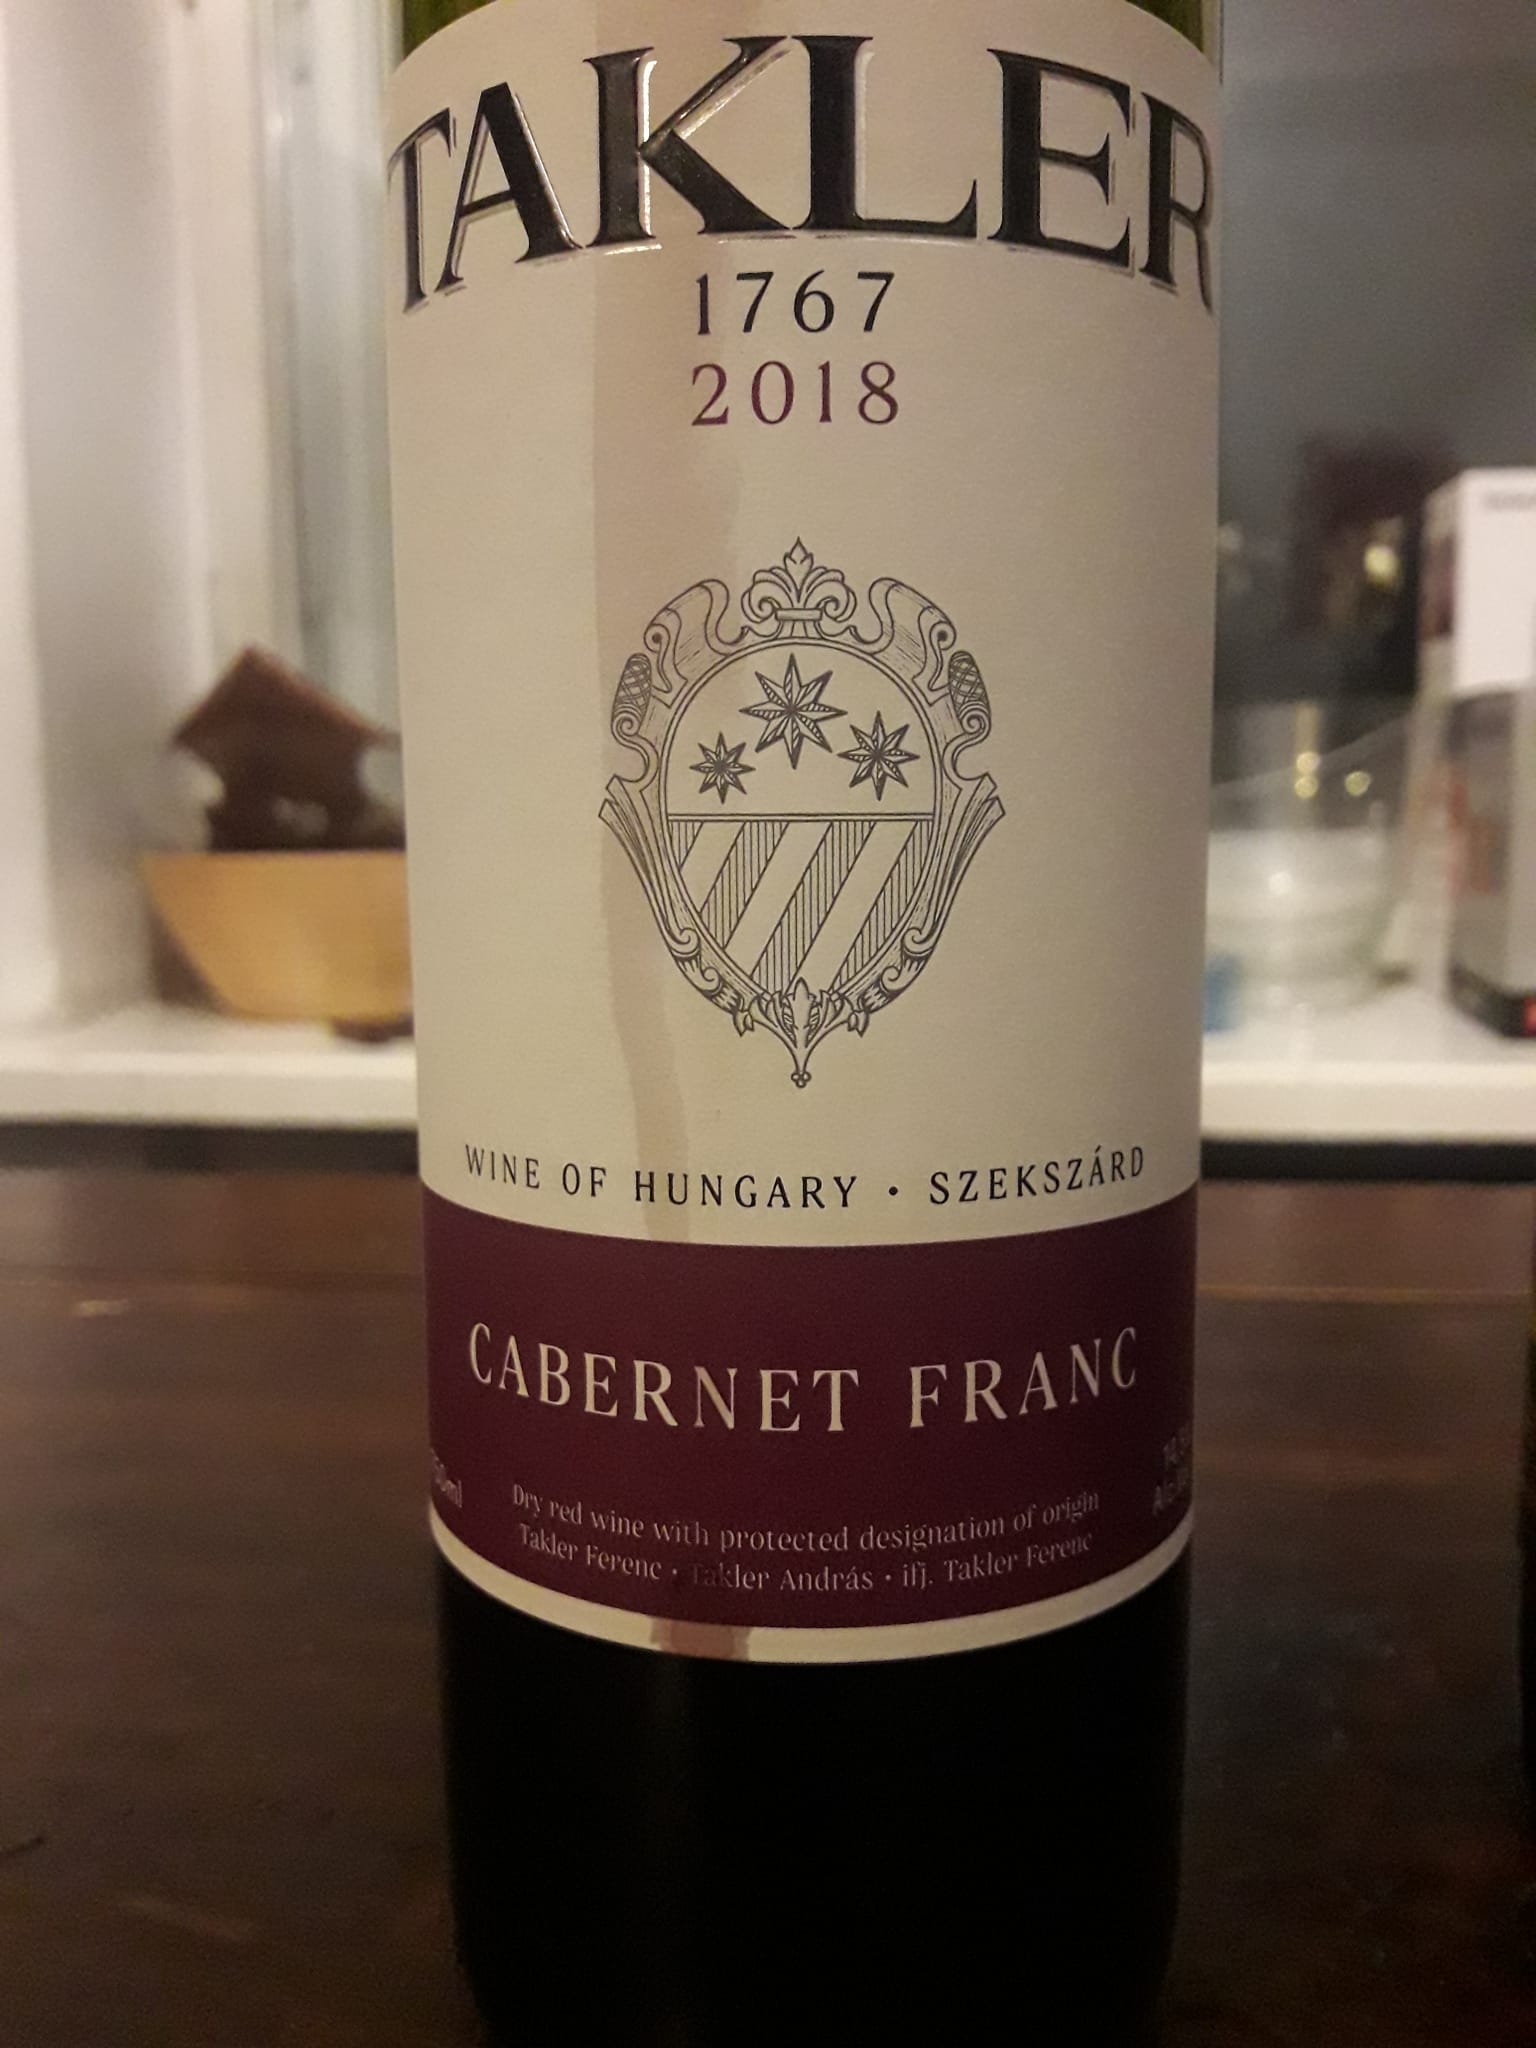 TAKLER
1767
2018
WINE OF HUNGARY • SZEKSZÁRD
CABERNET FRANC
Dry red wine with protected designation of origin
Takler Ferenc • Takler András • ifj. Takler Ferenc